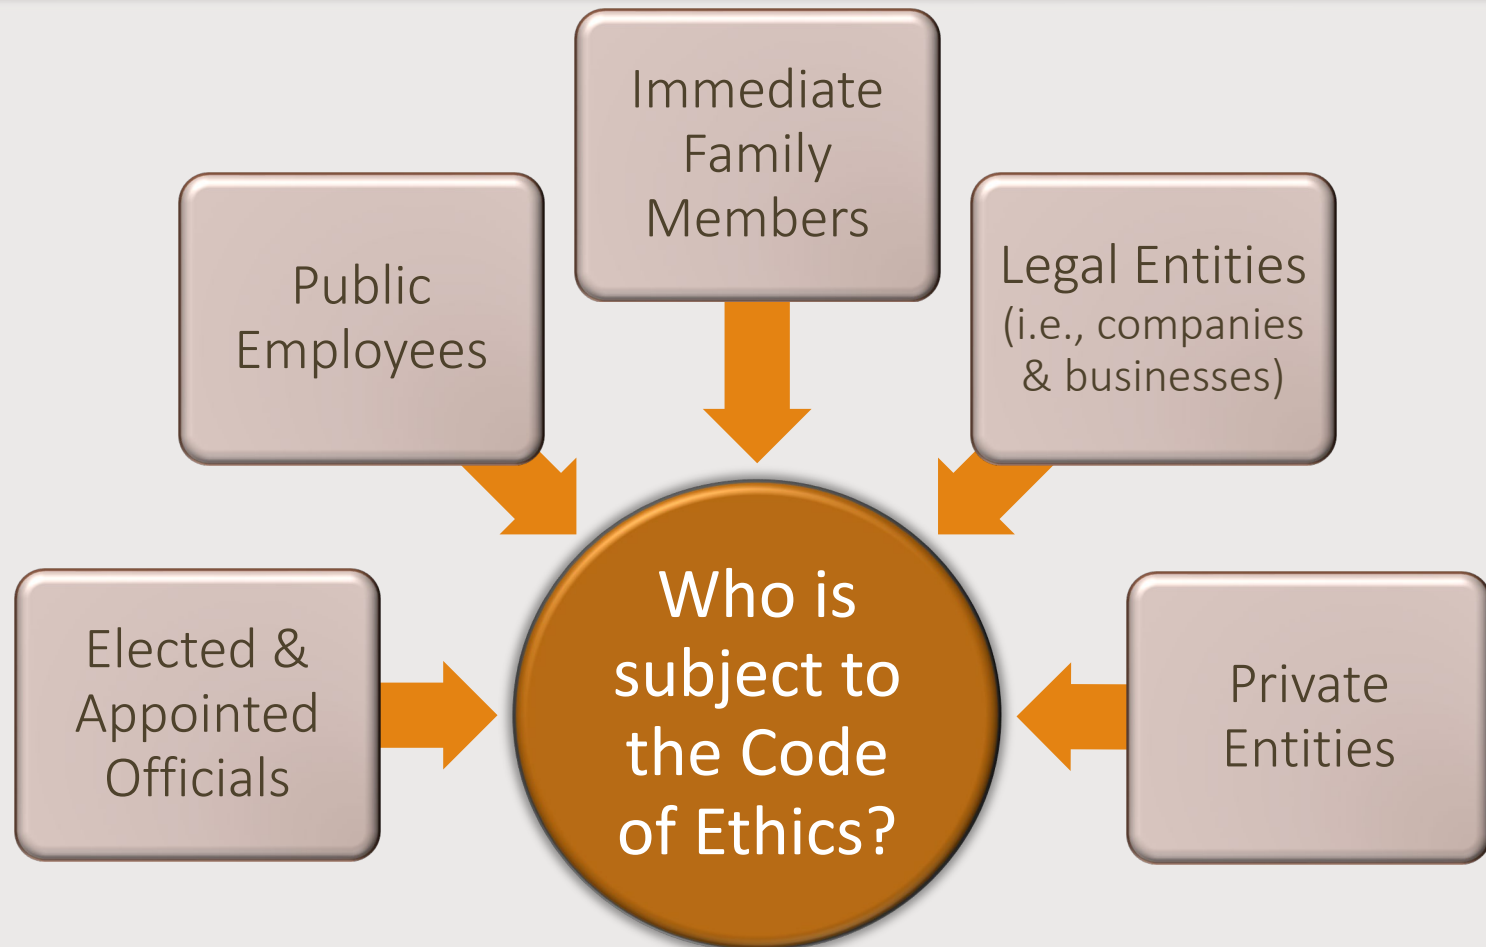 Immediate
Family
Members
Public
Employees
Legal Entities
(i.e., companies
& businesses)
Elected &
Appointed
Officials
Who is
subject to
the Code
of Ethics?
Private
Entities